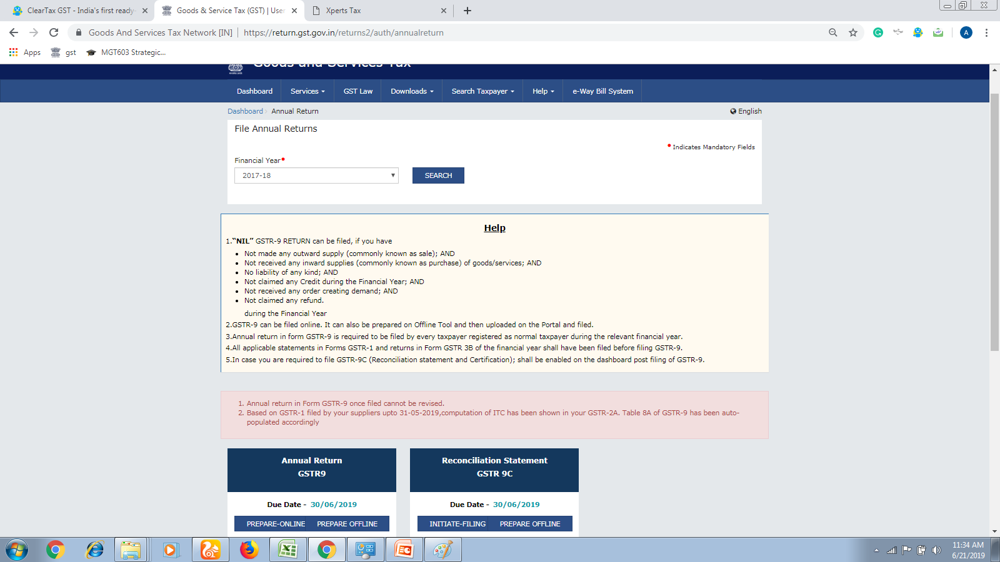 ClearTax GST - India's first ready-
Goods & Service Tax (GST) | User
Xperts Tax
Goods And Services Tax Network [IN] | https://return.gst.gov.in/returns2/auth/annualreturn
A
Apps
gst
MGT603 Strategic...
Goods and Services Tax
Dashboard
Services
GST Law
Downloads
Search Taxpayer
Help
e-Way Bill System
Dashboard
Annual Return
English
File Annual Returns
• Indicates Mandatory Fields
Financial Year•
2017-18
SEARCH
Help
1.“NIL” GSTR-9 RETURN can be filed, if you have
• Not made any outward supply (commonly known as sale); AND
• Not received any inward supplies (commonly known as purchase) of goods/services; AND
• No liability of any kind; AND
• Not claimed any Credit during the Financial Year; AND
• Not received any order creating demand; AND
• Not claimed any refund.
during the Financial Year
2.GSTR-9 can be filed online. It can also be prepared on Offline Tool and then uploaded on the Portal and filed.
3.Annual return in form GSTR-9 is required to be filed by every taxpayer registered as normal taxpayer during the relevant financial year.
4.All applicable statements in Forms GSTR-1 and returns in Form GSTR 3B of the financial year shall have been filed before filing GSTR-9.
5.In case you are required to file GSTR-9C (Reconciliation statement and Certification); shall be enabled on the dashboard post filing of GSTR-9.
1. Annual return in Form GSTR-9 once filed cannot be revised.
2. Based on GSTR-1 filed by your suppliers upto 31-05-2019,computation of ITC has been shown in your GSTR-2A. Table 8A of GSTR-9 has been auto-
populated accordingly
Annual Return
GSTR9
Due Date - 30/06/2019
PREPARE-ONLINE
PREPARE OFFLINE
Reconciliation Statement
GSTR 9C
Due Date - 30/06/2019
INITIATE-FILING
PREPARE OFFLINE
11:34 AM
6/21/2019